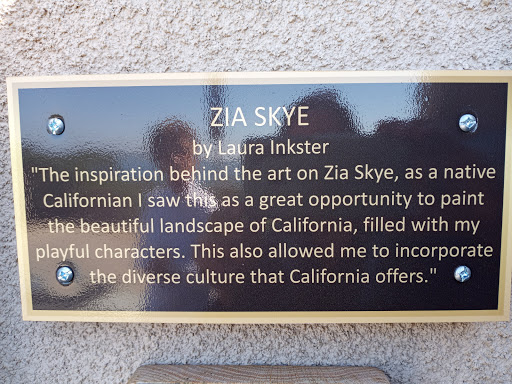 ZIA SKYE
by Laura Inkster
"The inspiration behind the art on Zia Skye, as a native
Californian I saw this as a great opportunity to paint
the beautiful landscape of California, filled with my
playful characters. This also allowed me to incorporate
the diverse culture that California offers."